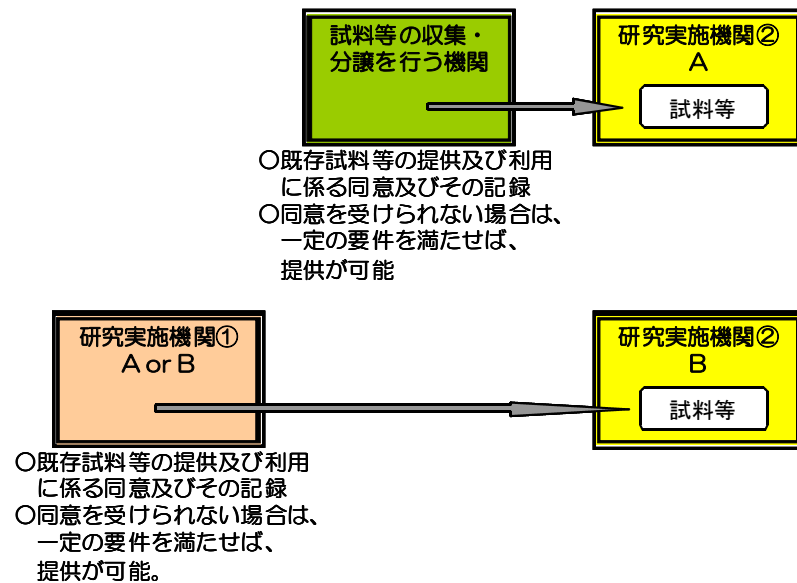 試料等の収集・
分譲を行う機関
研究実施機関②
A
試料等
○既存試料等の提供及び利用
に係る同意及びその記録
○同意を受けられない場合は、
一定の要件を満たせば、
提供が可能
研究実施機関①
A or B
研究実施機関②
B
試料等
○既存試料等の提供及び利用
に係る同意及びその記録
○同意を受けられない場合は、
一定の要件を満たせば、
提供が可能。